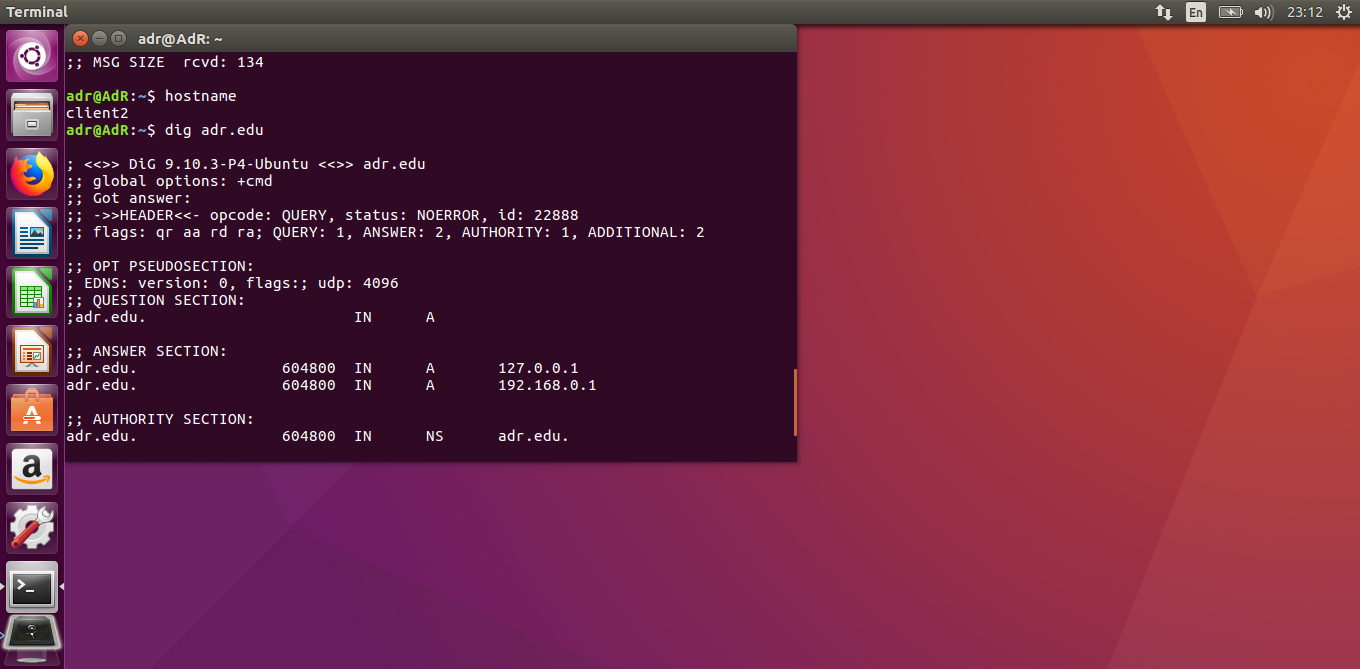 Terminal
En
23:12
adr@AdR: ~
;; MSG SIZE  rcvd: 134
adr@AdR:~$ hostname
client2
adr@AdR:~$ dig adr.edu
; <<>> DiG 9.10.3-P4-Ubuntu <<>> adr.edu
;; global options: +cmd
;; Got answer:
;; ->>HEADER<<- opcode: QUERY, status: NOERROR, id: 22888
;; flags: qr aa rd ra; QUERY: 1, ANSWER: 2, AUTHORITY: 1, ADDITIONAL: 2
;; OPT PSEUDOSECTION:
; EDNS: version: 0, flags:; udp: 4096
;; QUESTION SECTION:
;adr.edu.                       IN      A
;; ANSWER SECTION:
adr.edu.                604800  IN      A       127.0.0.1
adr.edu.                604800  IN      A       192.168.0.1
;; AUTHORITY SECTION:
adr.edu.                604800  IN      NS      adr.edu.